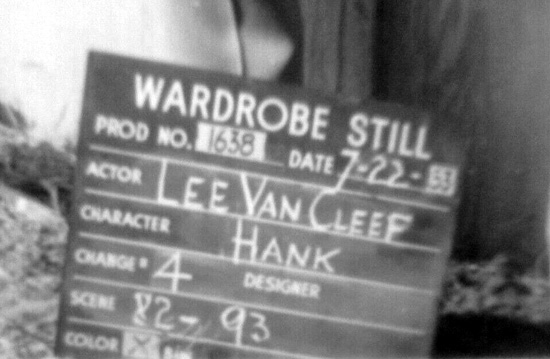 WARDROBE STILL
PROD NO. 1638 DATE 7-22-53
ACTOR LEE VAN CLEEF
CHARACTER HANK
CHANGE # 4 DESIGNER
SCENE 82-93
COLOR X